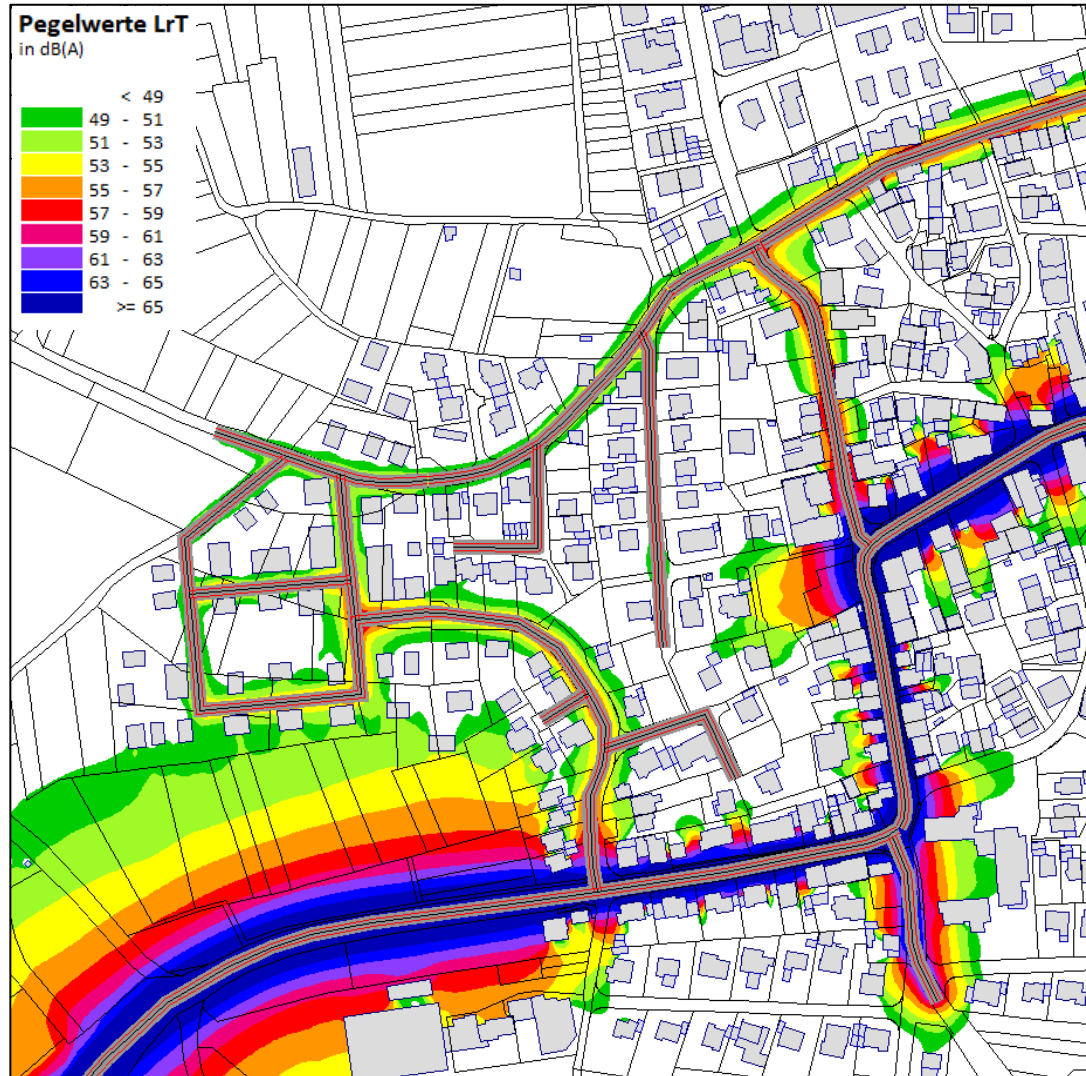 Pegelwerte LrT
in dB(A)
< 49
49 - 51
51 - 53
53 - 55
55 - 57
57 - 59
59 - 61
61 - 63
63 - 65
>= 65